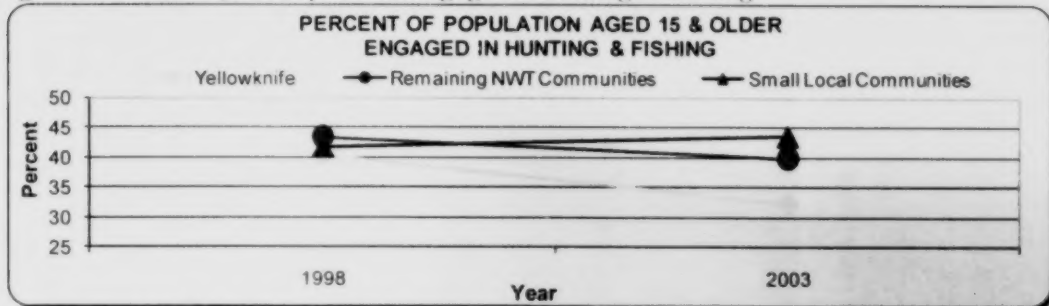 PERCENT OF POPULATION AGED 15 & OLDER
ENGAGED IN HUNTING & FISHING
Yellowknife Remaining NWT Communities Small Local Communities
50
45
40
35
30
25
Percent
1998 2003
Year